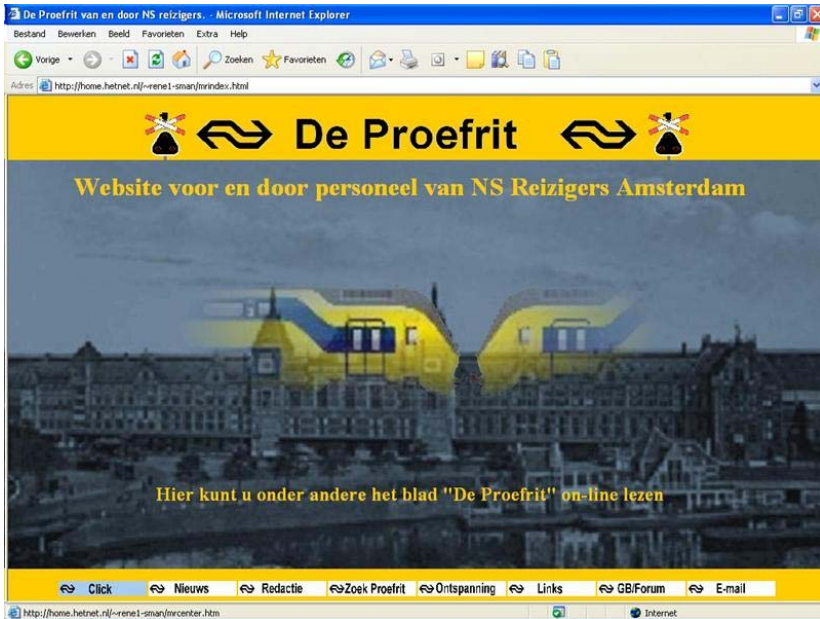 De Proefrit van en door NS reizigers. - Microsoft Internet Explorer
Bestand Bewerken Beeld Favorieten Extra Help
Vorige Zoeken Favorieten
Adres http://home.hetnet.nl/~rene1-sman/mrindex.html
De Proefrit
Website voor en door personeel van NS Reizigers Amsterdam
Hier kunt u onder andere het blad "De Proefrit" on-line lezen
Click Nieuws Redactie Zoek Proefrit Ontspanning Links GB/Forum E-mail
http://home.hetnet.nl/~rene1-sman/mrcenter.htm Internet